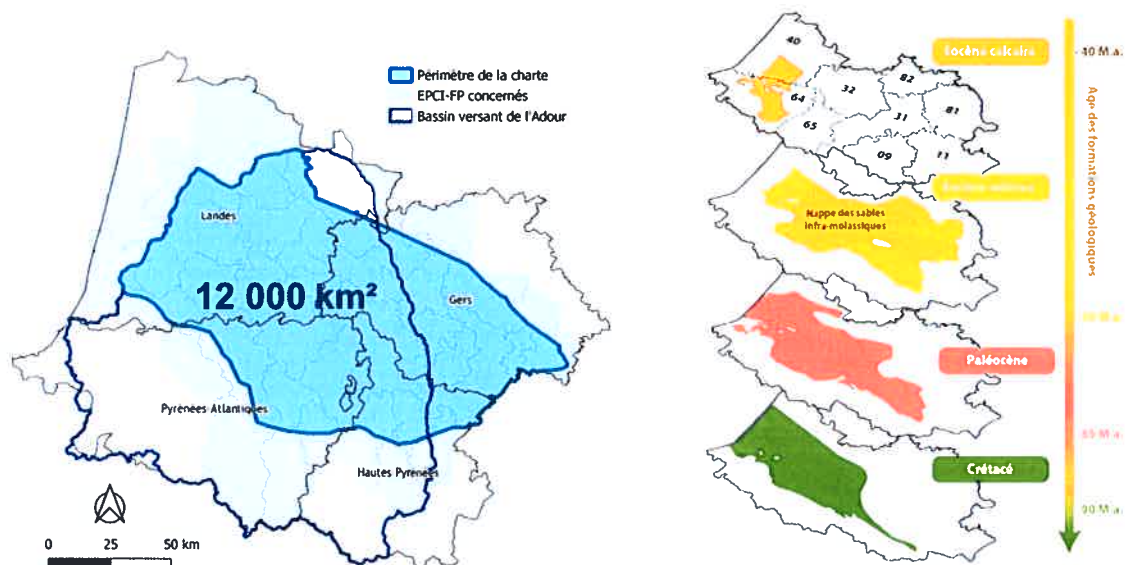 Périmètre de la charte
EPCI-FP concernés
Bassin versant de l'Adour
Landes
12 000 km²
Gers
Pyrénées Atlantiques
Hautes Pyrénées
0 25 50 km
40
32
82
64
31
81
65
09
11
Eocène calcaire
40 M.a.
Age des formations géologiques
Nappe des sables
infra-molassiques
Paléocène
65 M.a.
Crétacé
90 M.a.